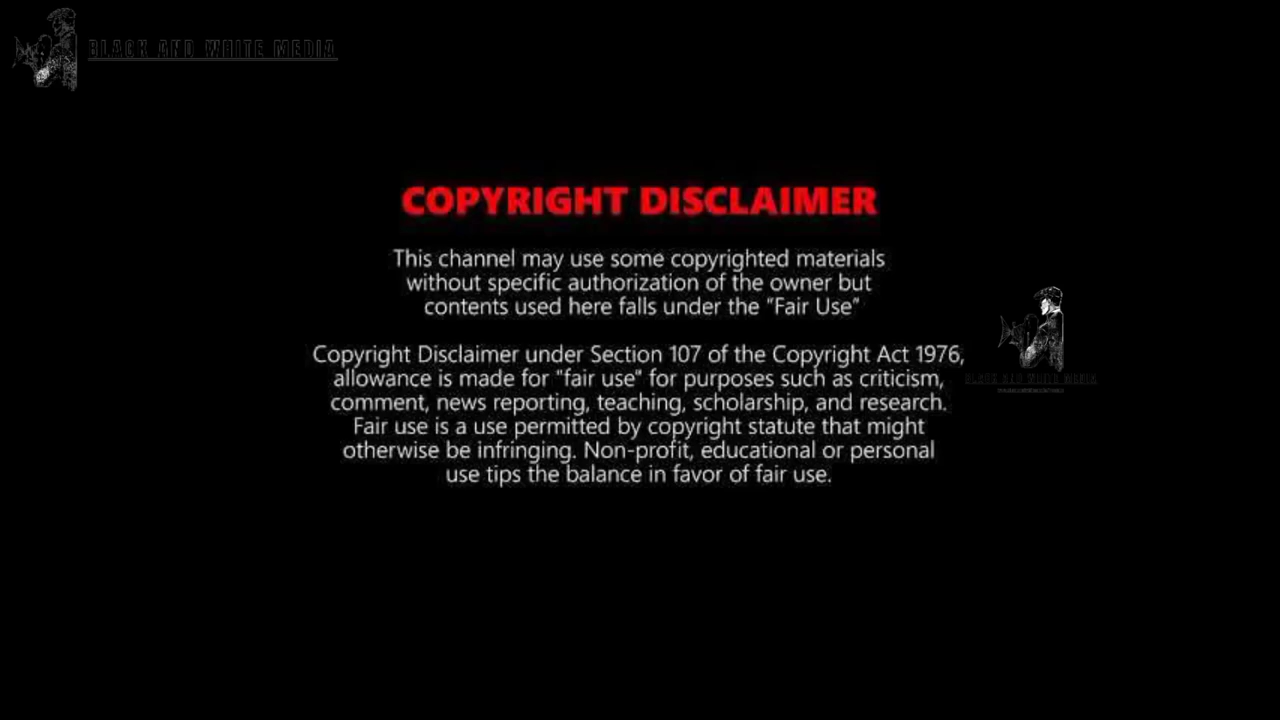 BLACK AND WHITE MEDIA
COPYRIGHT DISCLAIMER
This channel may use some copyrighted materials
without specific authorization of the owner but
contents used here falls under the "Fair Use"
Copyright Disclaimer under Section 107 of the Copyright Act 1976,
allowance is made for "fair use" for purposes such as criticism,
comment, news reporting, teaching, scholarship, and research.
Fair use is a use permitted by copyright statute that might
otherwise be infringing. Non-profit, educational or personal
use tips the balance in favor of fair use.
BLACK AND WHITE MEDIA